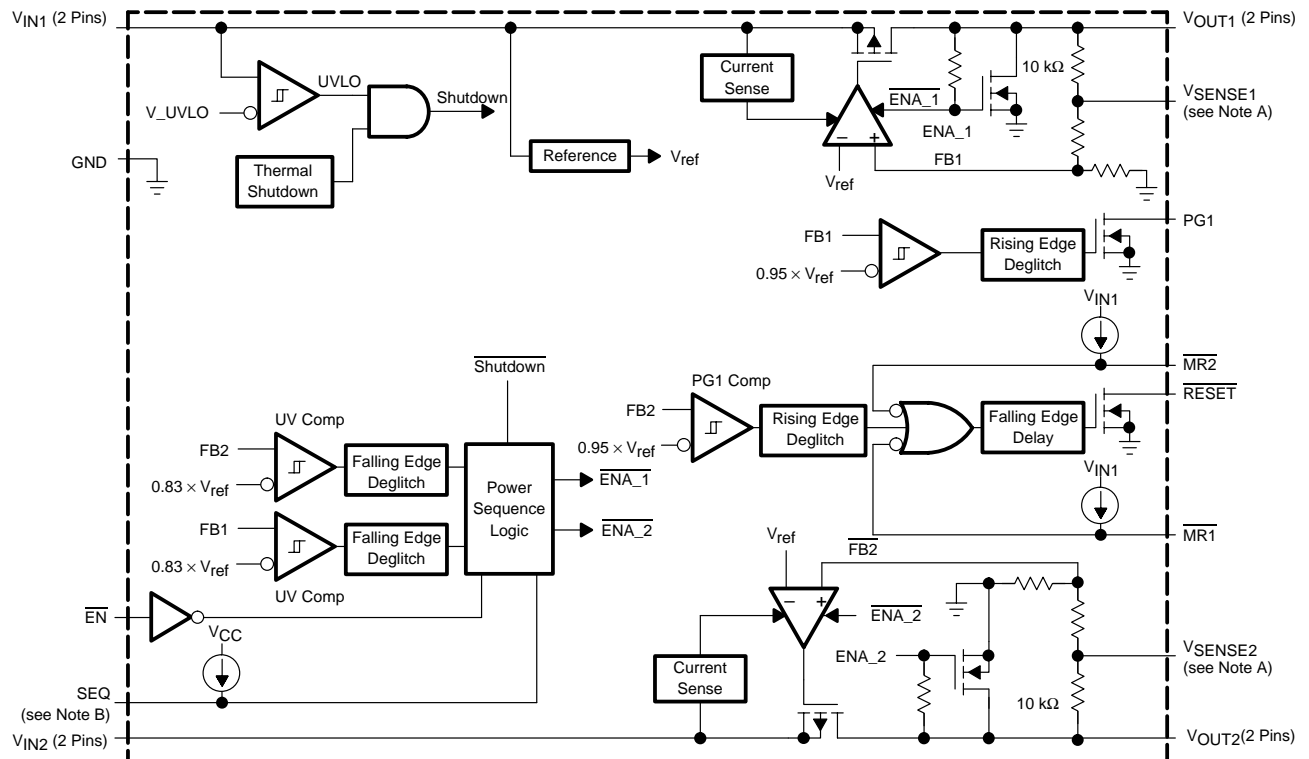 VIN1 (2 Pins)
VOUT1 (2 Pins)
Current
Sense
10 kΩ
UVLO
Shutdown
V_UVLO
ENA_1
ENA_1
VSENSE1
(see Note A)
GND
Thermal
Shutdown
Reference
Vref
− +
Vref
FB1
PG1
FB1
0.95 × Vref
Rising Edge
Deglitch
VIN1
MR2
Shutdown
PG1 Comp
RESET
UV Comp
FB2
0.95 × Vref
Rising Edge
Deglitch
Falling Edge
Delay
FB2
0.83 × Vref
Falling Edge
Deglitch
Power
Sequence
Logic
ENA_1
ENA_2
VIN1
FB1
0.83 × Vref
Falling Edge
Deglitch
UV Comp
Vref
FB2
MR1
− +
ENA_2
EN
VCC
ENA_2
VSENSE2
(see Note A)
Current
Sense
10 kΩ
SEQ
(see Note B)
VIN2 (2 Pins)
VOUT2 (2 Pins)